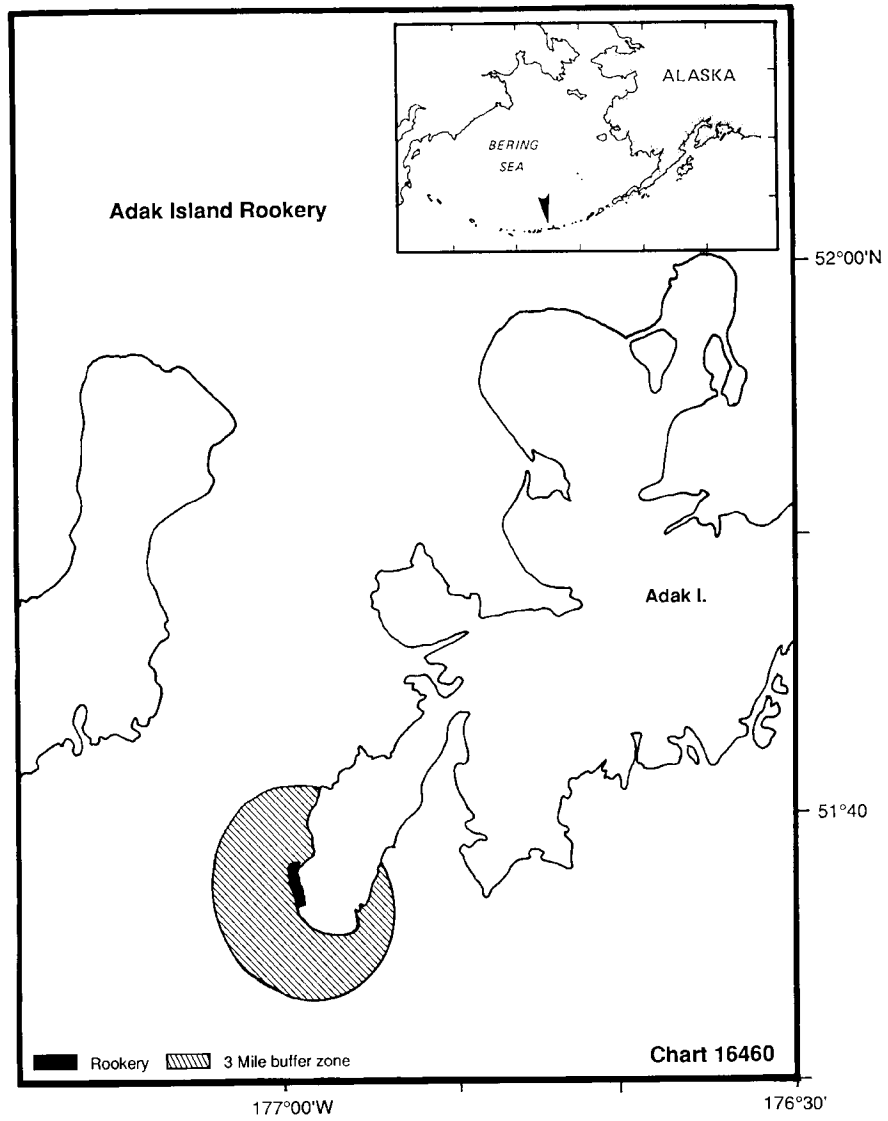 ALASKA
BERING
SEA
Adak Island Rookery
52°00'N
Adak I.
51°40
Rookery
3 Mile buffer zone
Chart 16460
177°00'W
176°30'